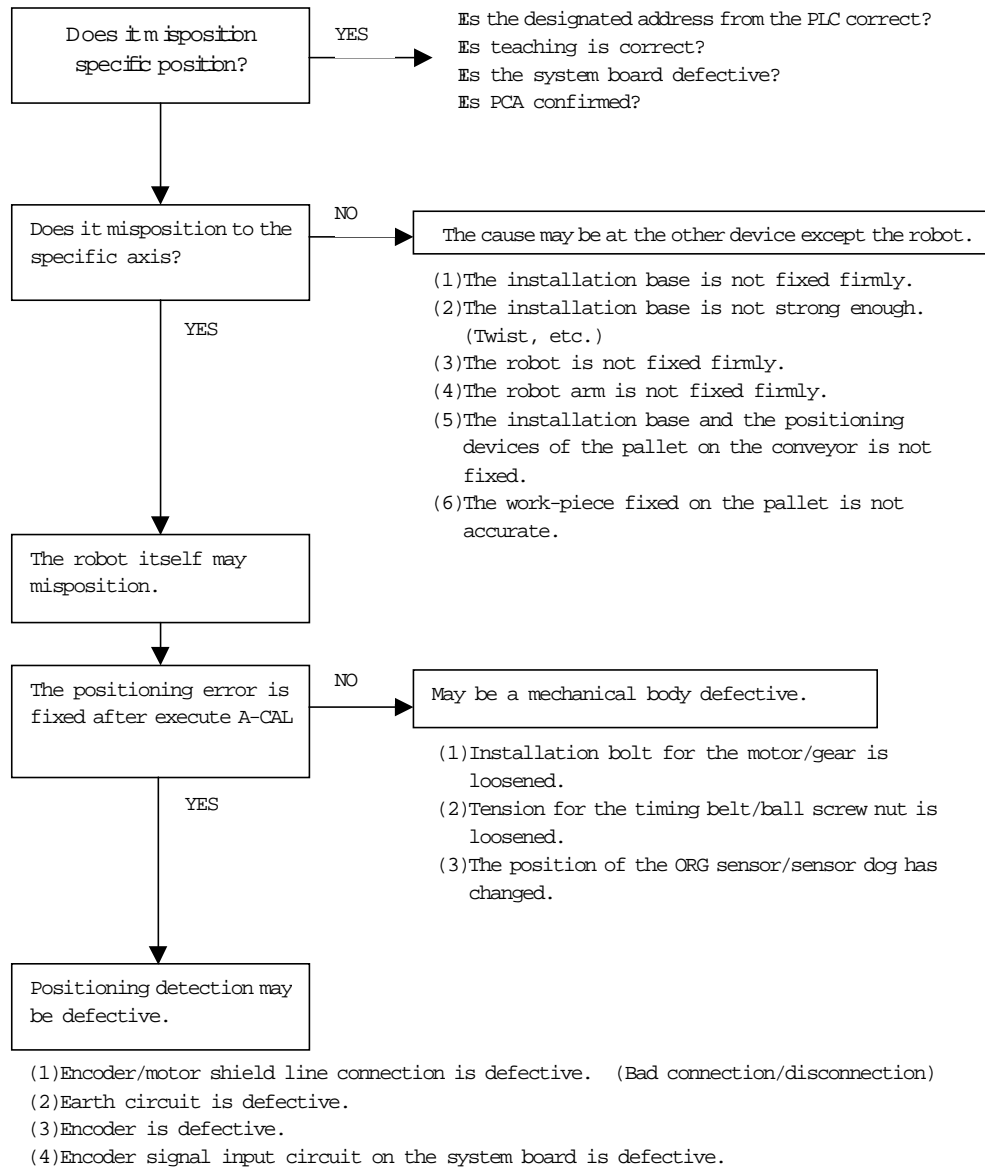 Does it misposition
specific position?
YES
Is the designated address from the PLC correct?
Is teaching is correct?
Is the system board defective?
Is PCA confirmed?
Does it misposition to the
specific axis?
NO
The cause may be at the other device except the robot.
(1)The installation base is not fixed firmly.
(2)The installation base is not strong enough.
(Twist, etc.)
(3)The robot is not fixed firmly.
(4)The robot arm is not fixed firmly.
(5)The installation base and the positioning
devices of the pallet on the conveyor is not
fixed.
(6)The work-piece fixed on the pallet is not
accurate.
YES
The robot itself may
misposition.
The positioning error is
fixed after execute A-CAL
NO
May be a mechanical body defective.
(1)Installation bolt for the motor/gear is
loosened.
(2)Tension for the timing belt/ball screw nut is
loosened.
(3)The position of the ORG sensor/sensor dog has
changed.
YES
Positioning detection may
be defective.
(1)Encoder/motor shield line connection is defective. (Bad connection/disconnection)
(2)Earth circuit is defective.
(3)Encoder is defective.
(4)Encoder signal input circuit on the system board is defective.